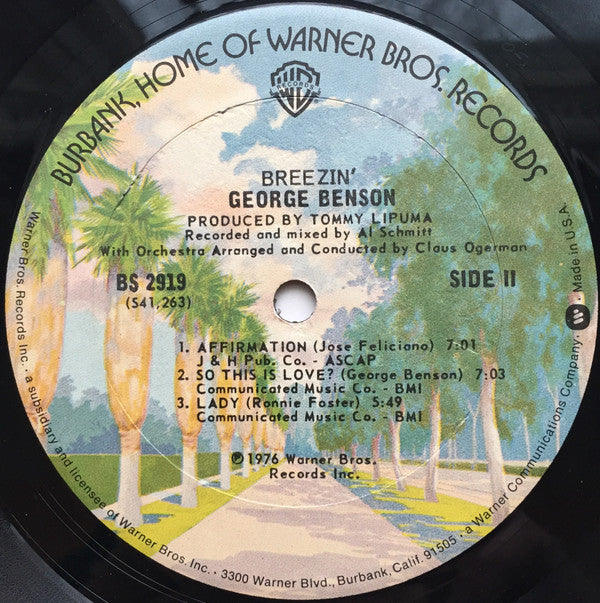 BURBANK, HOME OF WARNER BROS. RECORDS
RECORDS
BREEZIN'
GEORGE BENSON
PRODUCED BY TOMMY LIPUMA
Recorded and mixed by Al Schmitt
With Orchestra Arranged and Conducted by Claus Ogerman
BS 2919
SIDE II
(S41,263)
1. AFFIRMATION (Jose Feliciano) 7:01
J & H Pub. Co. - ASCAP
2. SO THIS IS LOVE? (George Benson) 7:03
Communicated Music Co. - BMI
3. LADY (Ronnie Foster) 5:49
Communicated Music Co. - BMI
℗1976 Warner Bros.
Records Inc.
Warner Bros. Records Inc. · a subsidiary and licensee of Warner Bros. Inc. · 3300 Warner Blvd., Burbank, Calif. 91505 · a Warner Communications Company · Made in U.S.A.